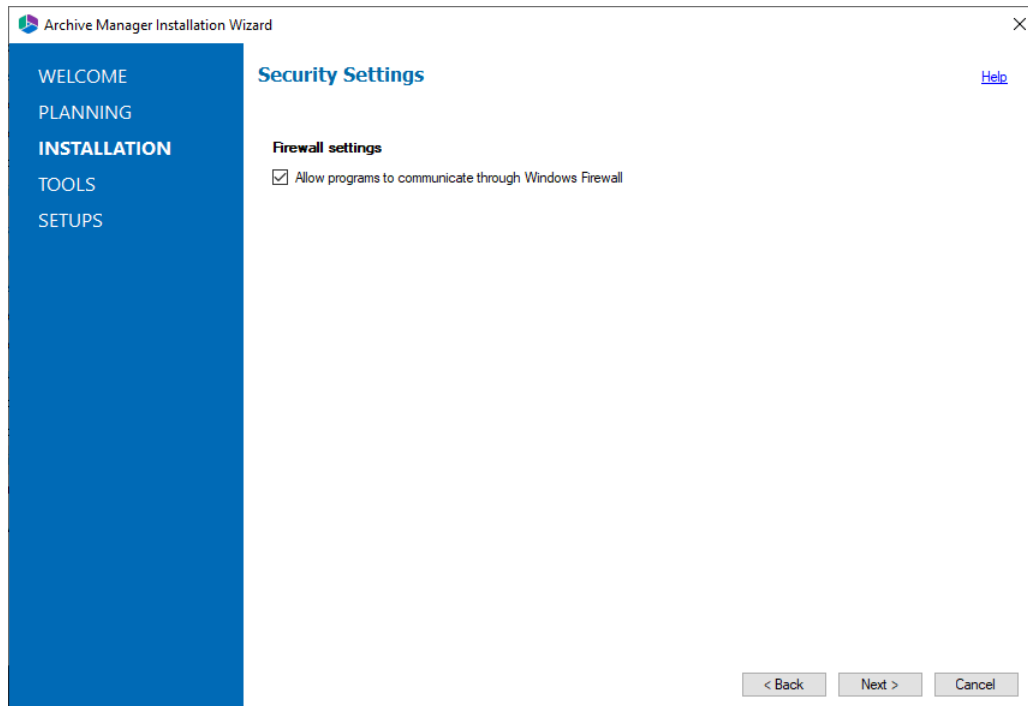 Archive Manager Installation Wizard
WELCOME
PLANNING
INSTALLATION
TOOLS
SETUPS
Security Settings
Help
Firewall settings
Allow programs to communicate through Windows Firewall
< Back
Next >
Cancel